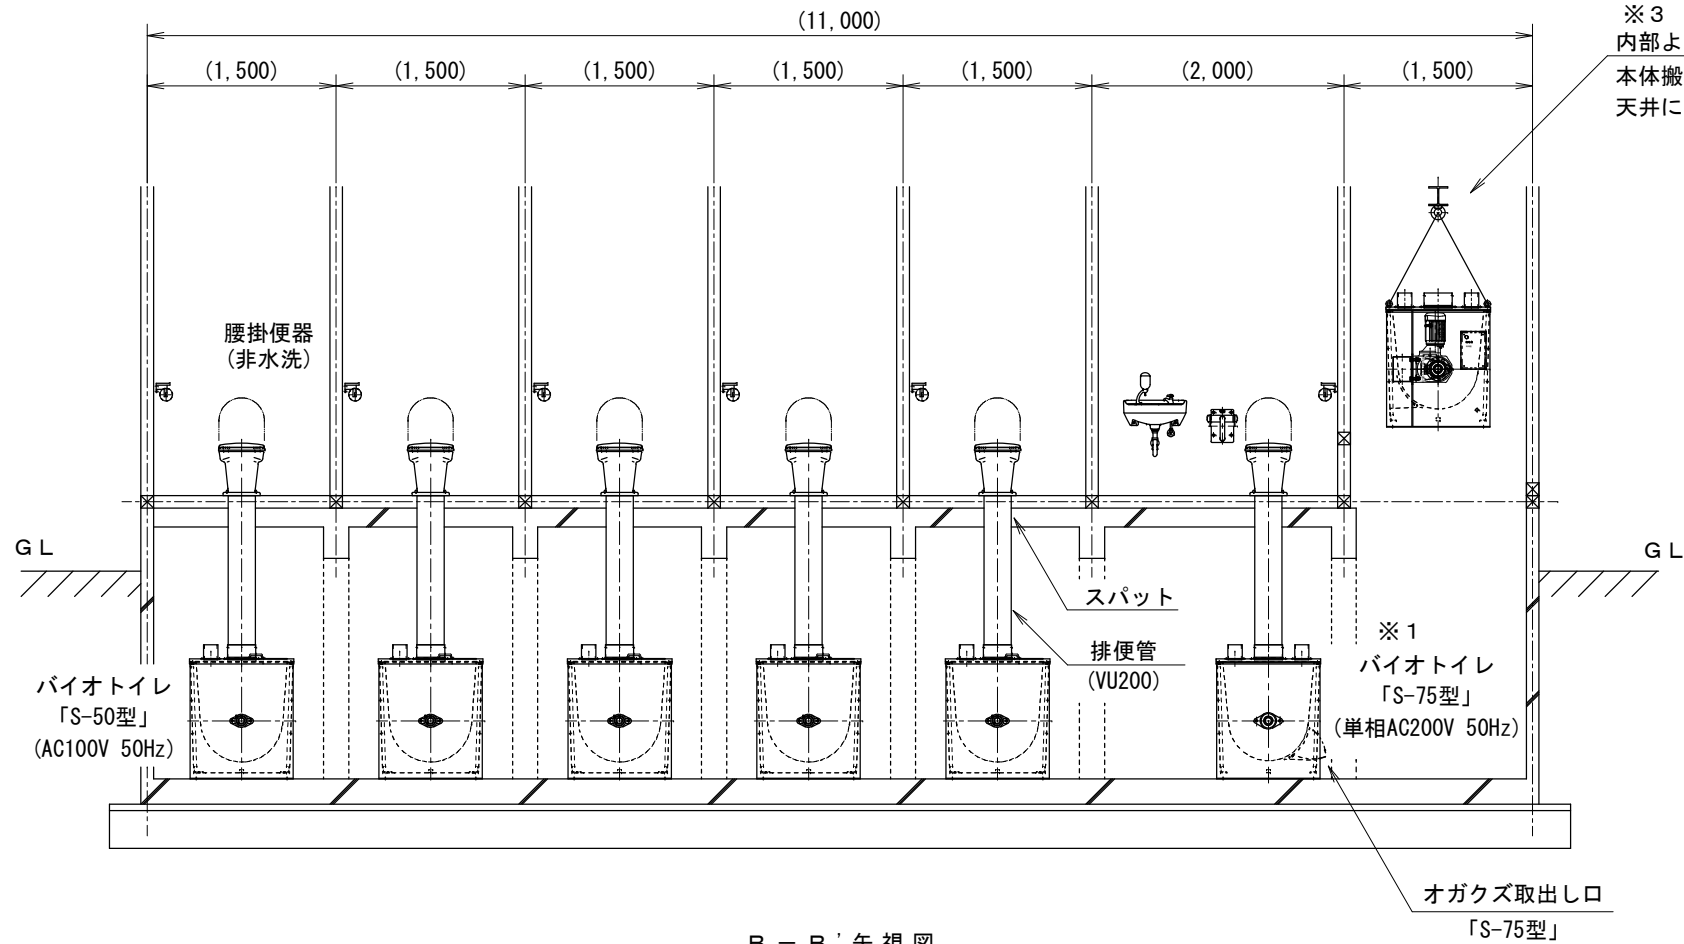 (11,000)
※3
内部よ
本体搬
天井に
(1,500)
(1,500)
(1,500)
(1,500)
(1,500)
(2,000)
(1,500)
腰掛便器
(非水洗)
GL
GL
スパット
排便管
(VU200)
バイオトイレ
「S-50型」
(AC100V 50Hz)
※1
バイオトイレ
「S-75型」
(単相AC200V 50Hz)
オガクズ取出し口
「S-75型」
B-B'矢視図